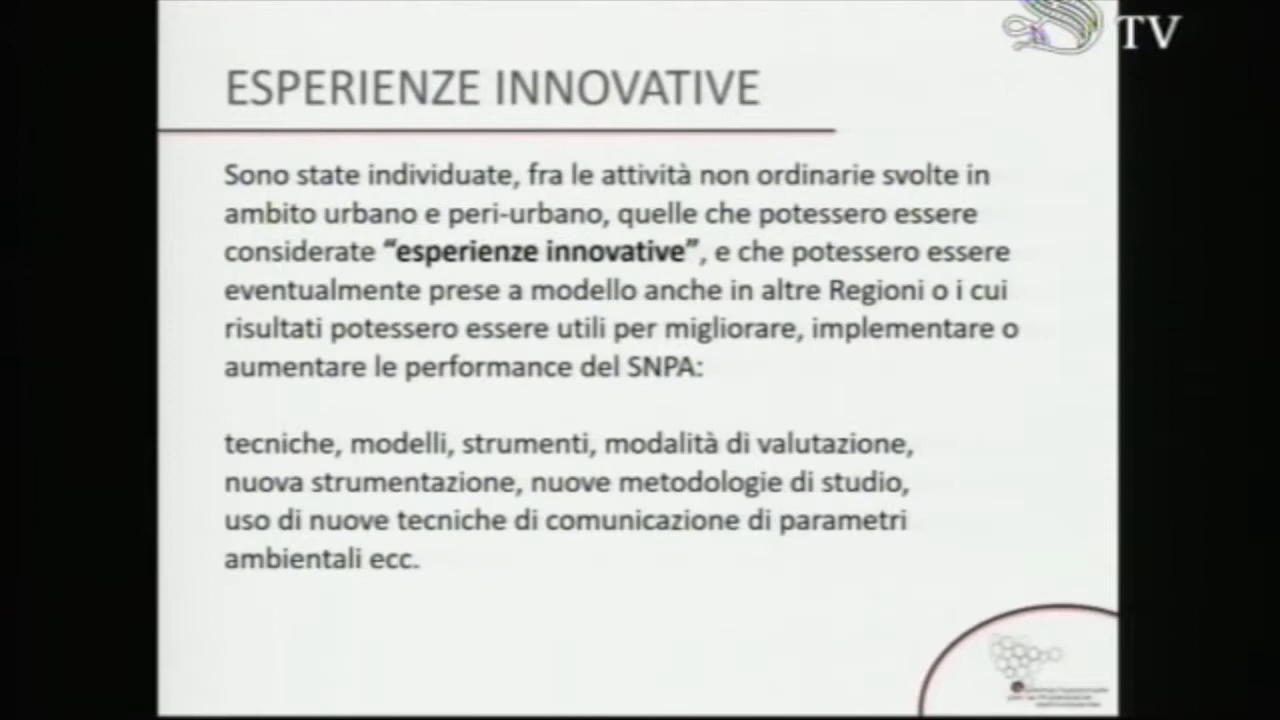 TV
ESPERIENZE INNOVATIVE
Sono state individuate, fra le attività non ordinarie svolte in
ambito urbano e peri-urbano, quelle che potessero essere
considerate “esperienze innovative”, e che potessero essere
eventualmente prese a modello anche in altre Regioni o i cui
risultati potessero essere utili per migliorare, implementare o
aumentare le performance del SNPA:
tecniche, modelli, strumenti, modalità di valutazione,
nuova strumentazione, nuove metodologie di studio,
uso di nuove tecniche di comunicazione di parametri
ambientali ecc.